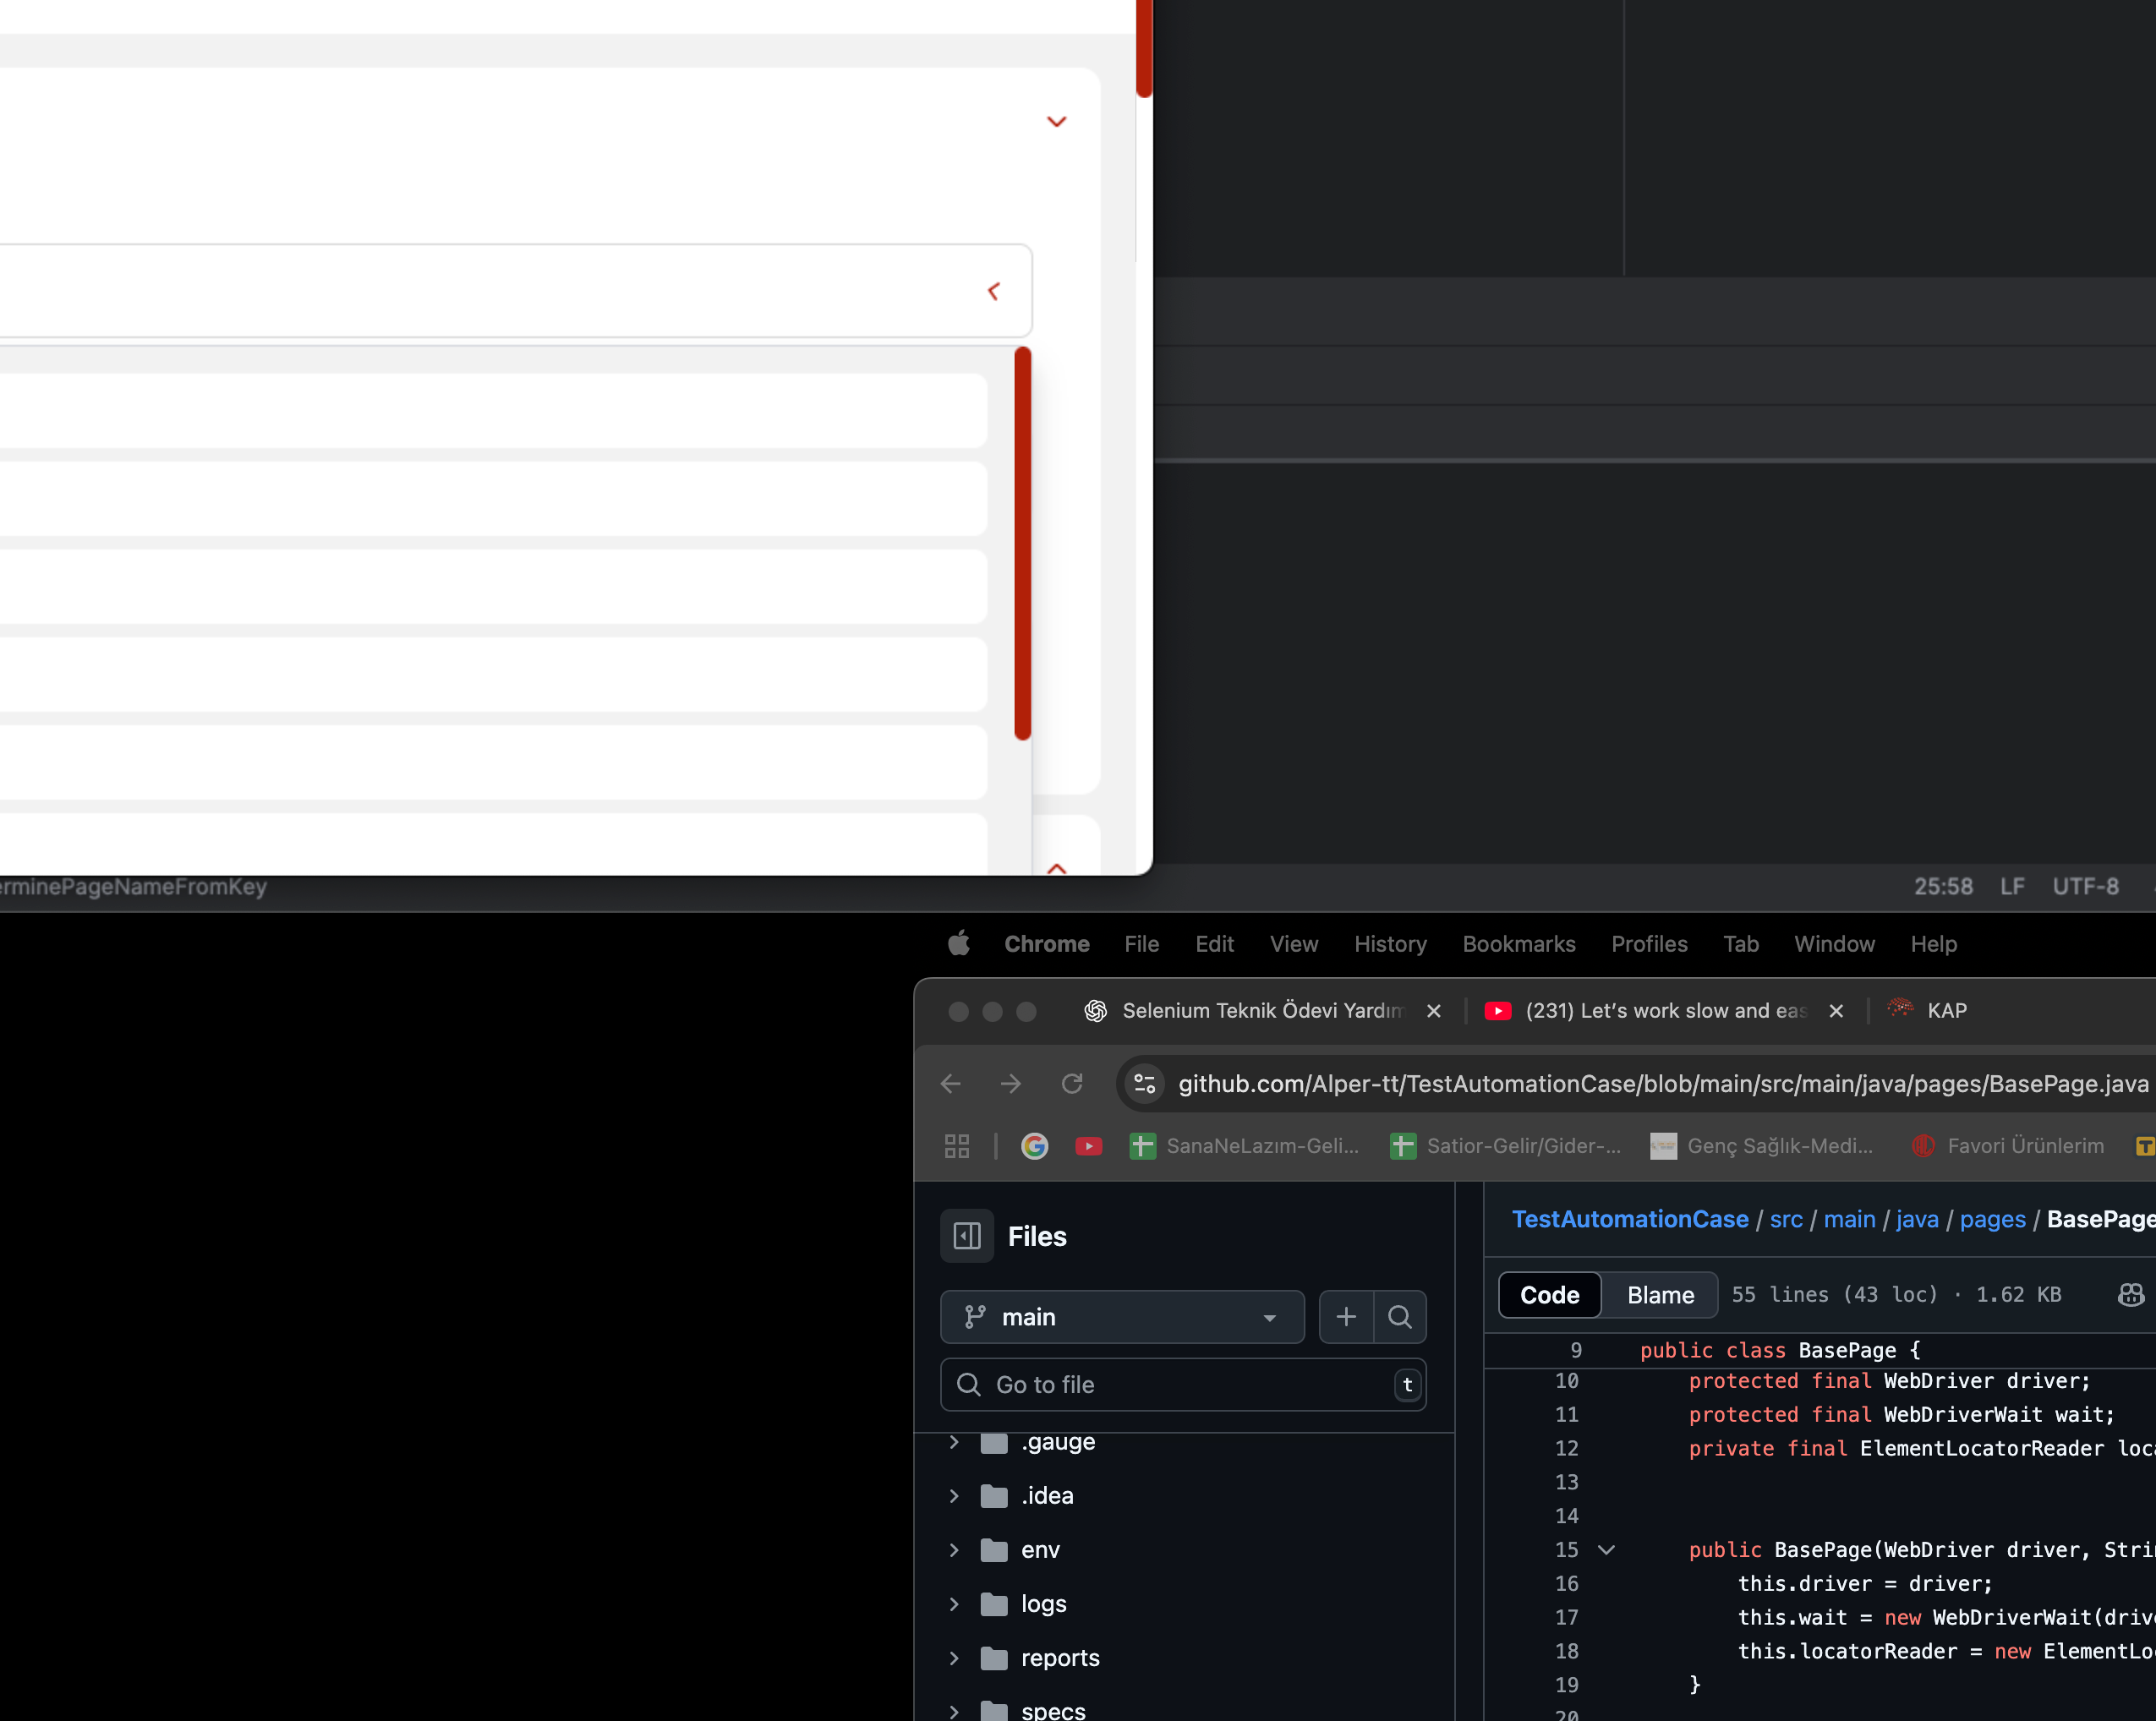 erminePageNameFromKey
25:58 LF UTF-8
Chrome File Edit View History Bookmarks Profiles Tab Window Help
Selenium Teknik Ödevi Yardım
(231) Let's work slow and eas
KAP
github.com/Alper-tt/TestAutomationCase/blob/main/src/main/java/pages/BasePage.java
SanaNeLazım-Geli... Satior-Gelir/Gider-... Genç Sağlık-Medi... Favori Ürünlerim
Files
main
Go to file t
.gauge
.idea
env
logs
reports
specs
TestAutomationCase / src / main / java / pages / BasePage
Code Blame 55 lines (43 loc) · 1.62 KB
9 public class BasePage {
10 protected final WebDriver driver;
11 protected final WebDriverWait wait;
12 private final ElementLocatorReader loc
13
14
15 public BasePage(WebDriver driver, Stri
16 this.driver = driver;
17 this.wait = new WebDriverWait(driv
18 this.locatorReader = new ElementLo
19 }
20